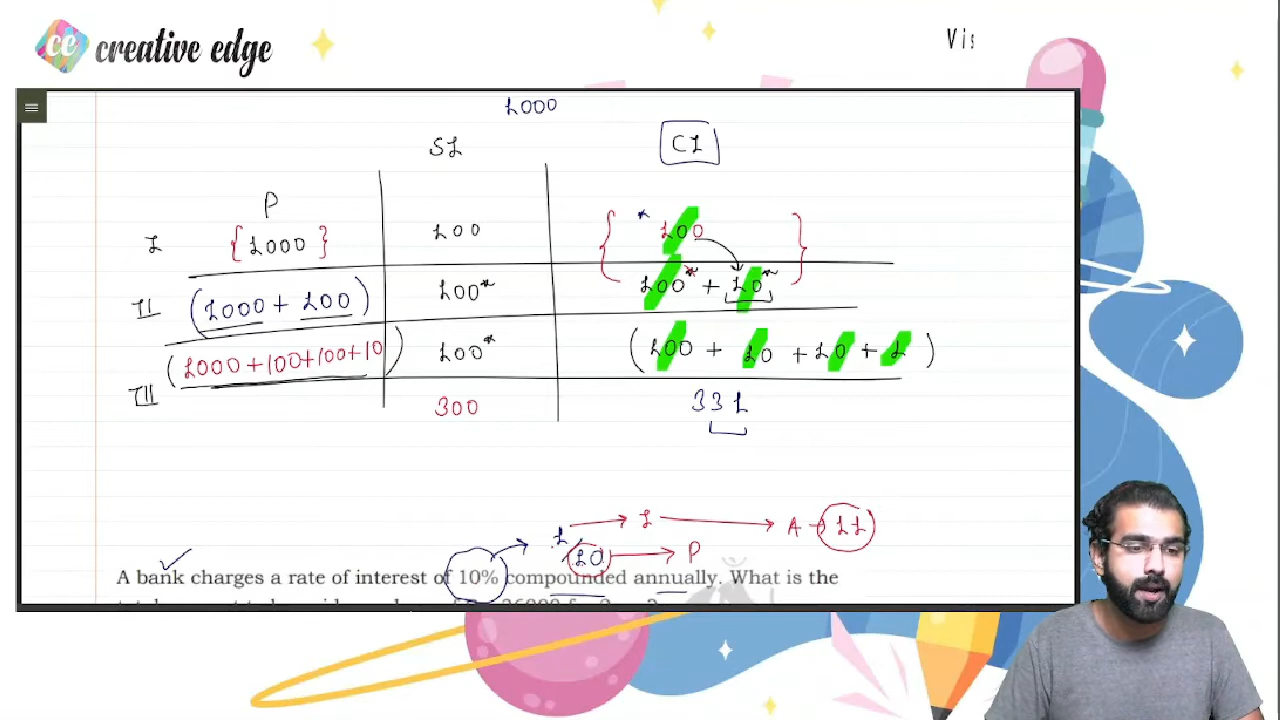 ce creative edge
Vis
1000
SI
CI
P
I {1000} 100 * 100
II (1000 + 100) 100* 100* + 10*
III (1000+100+100+10) 100* (100 + 10 + 10 + 1)
300 331
1 → I → A → 11
10 → P
A bank charges a rate of interest of 10% compounded annually. What is the